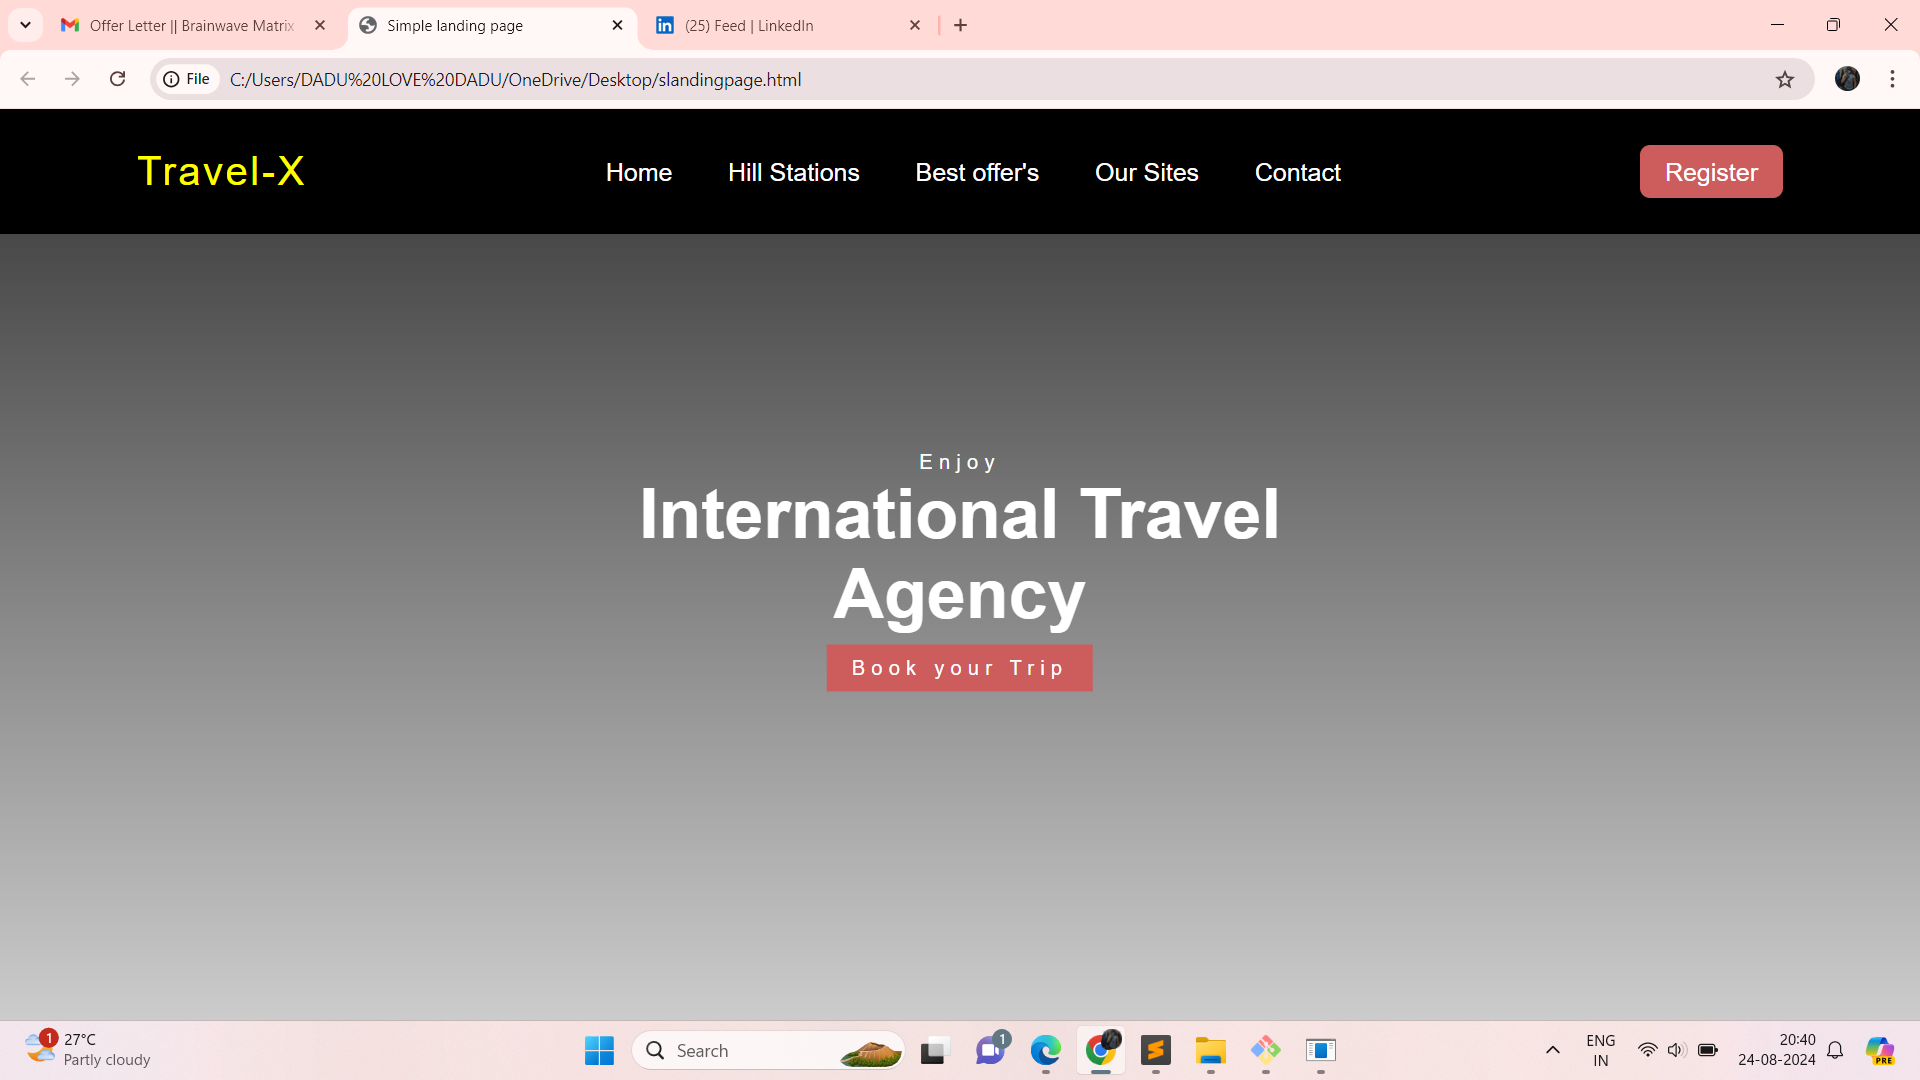 Offer Letter || Brainwave Matrix
Simple landing page
(25) Feed | LinkedIn
File
C:/Users/DADU%20LOVE%20DADU/OneDrive/Desktop/slandingpage.html
Travel-X
Home
Hill Stations
Best offer's
Our Sites
Contact
Register
Enjoy
International Travel
Agency
Book your Trip
1
27°C
Partly cloudy
Search
1
ENG
IN
20:40
24-08-2024
PRE